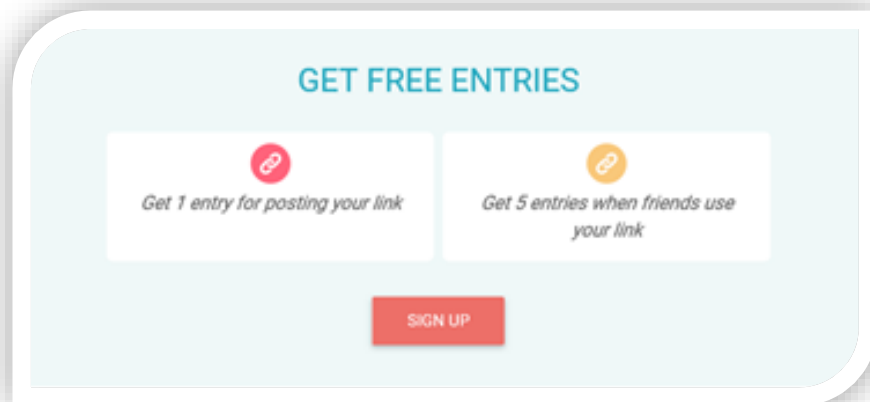 GET FREE ENTRIES
Get 1 entry for posting your link
Get 5 entries when friends use
your link
SIGN UP